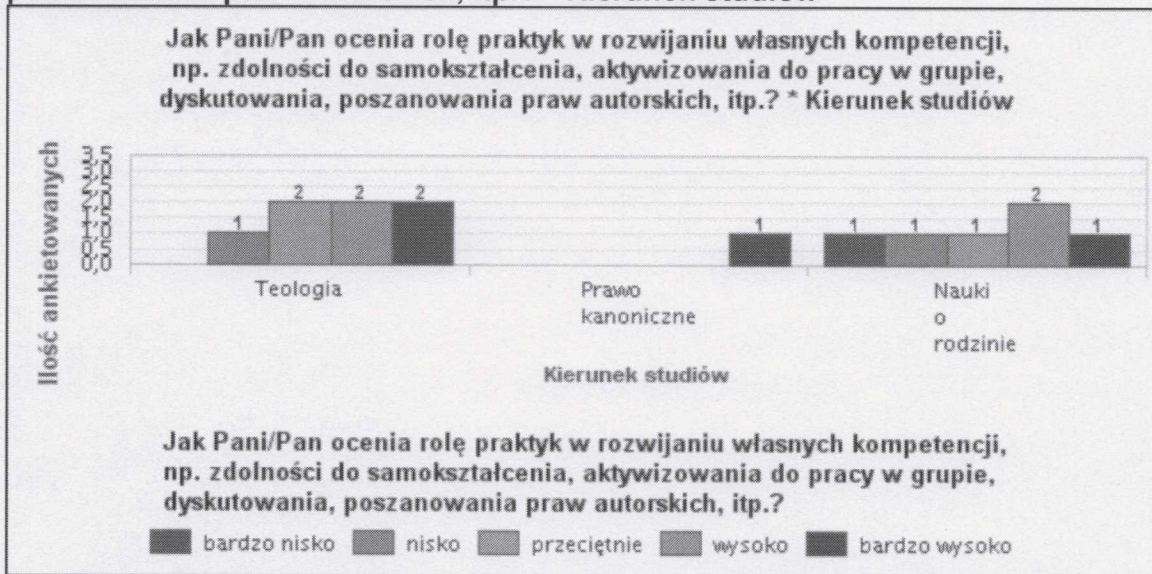 Jak Pani/Pan ocenia rolę praktyk w rozwijaniu własnych kompetencji,
np. zdolności do samokształcenia, aktywizowania do pracy w grupie,
dyskutowania, poszanowania praw autorskich, itp.? * Kierunek studiów
Ilość ankietowanych
3,5
3,0
2,5
2,0
1,5
1,0
0,5
0,0
1 2 2 2 1 1 1 1 2 1
Teologia Prawo Nauki
kanoniczne o
rodzinie
Kierunek studiów
Jak Pani/Pan ocenia rolę praktyk w rozwijaniu własnych kompetencji,
np. zdolności do samokształcenia, aktywizowania do pracy w grupie,
dyskutowania, poszanowania praw autorskich, itp.?
bardzo nisko nisko przeciętnie wysoko bardzo wysoko